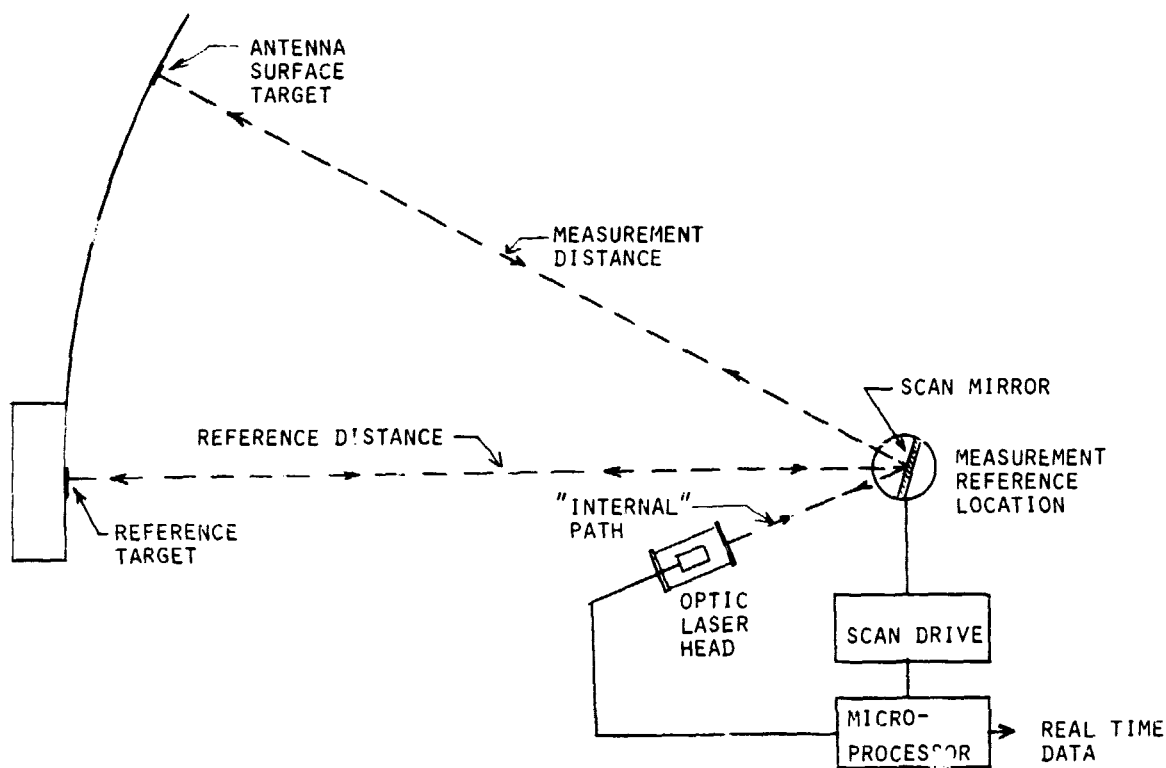 ANTENNA
SURFACE
TARGET
MEASUREMENT
DISTANCE
SCAN MIRROR
REFERENCE DISTANCE
MEASUREMENT
REFERENCE
LOCATION
"INTERNAL"
PATH
REFERENCE
TARGET
OPTIC
LASER
HEAD
SCAN DRIVE
MICRO-
PROCESSOR
REAL TIME
DATA